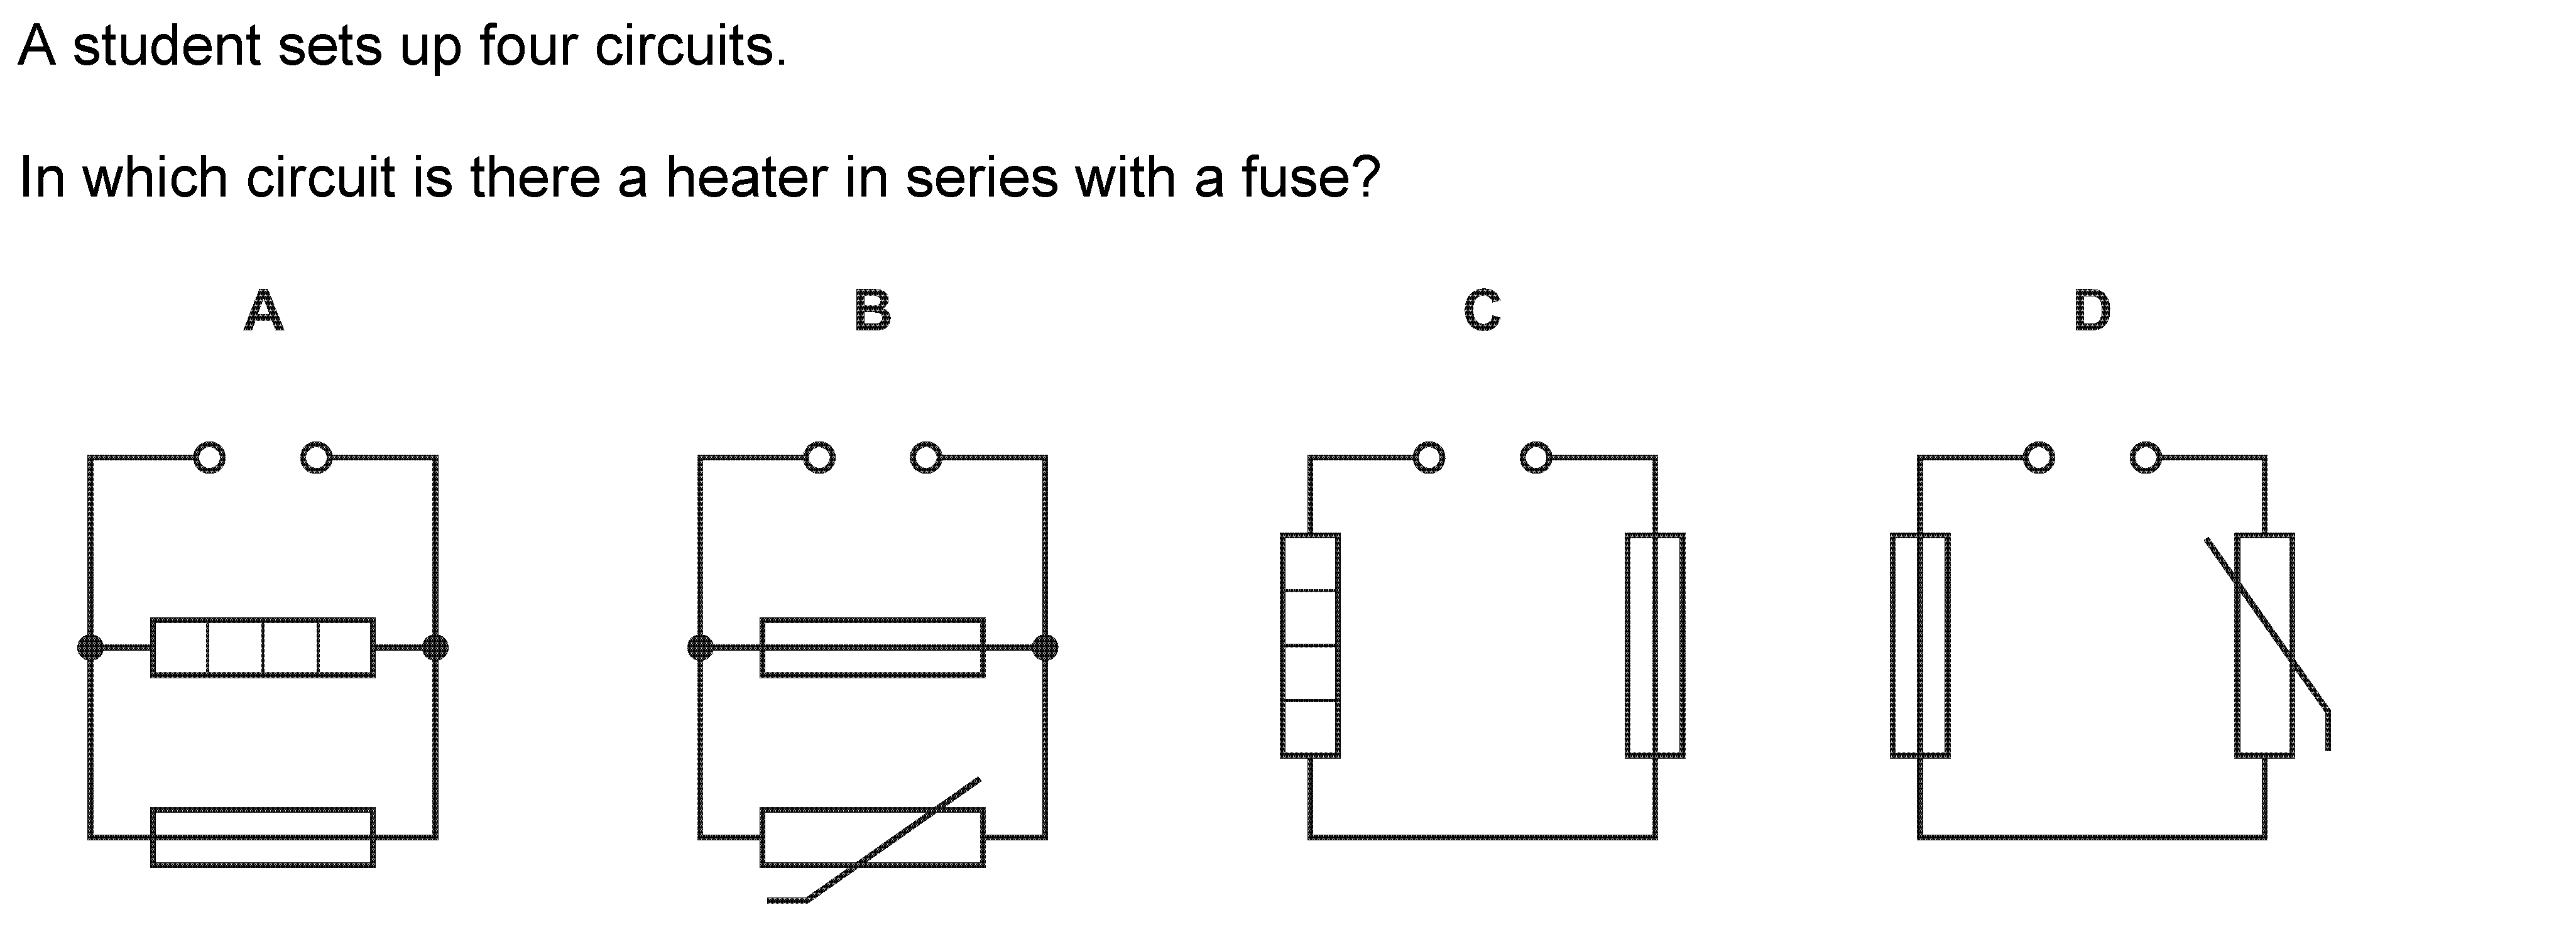 A student sets up four circuits.
In which circuit is there a heater in series with a fuse?
A B C D